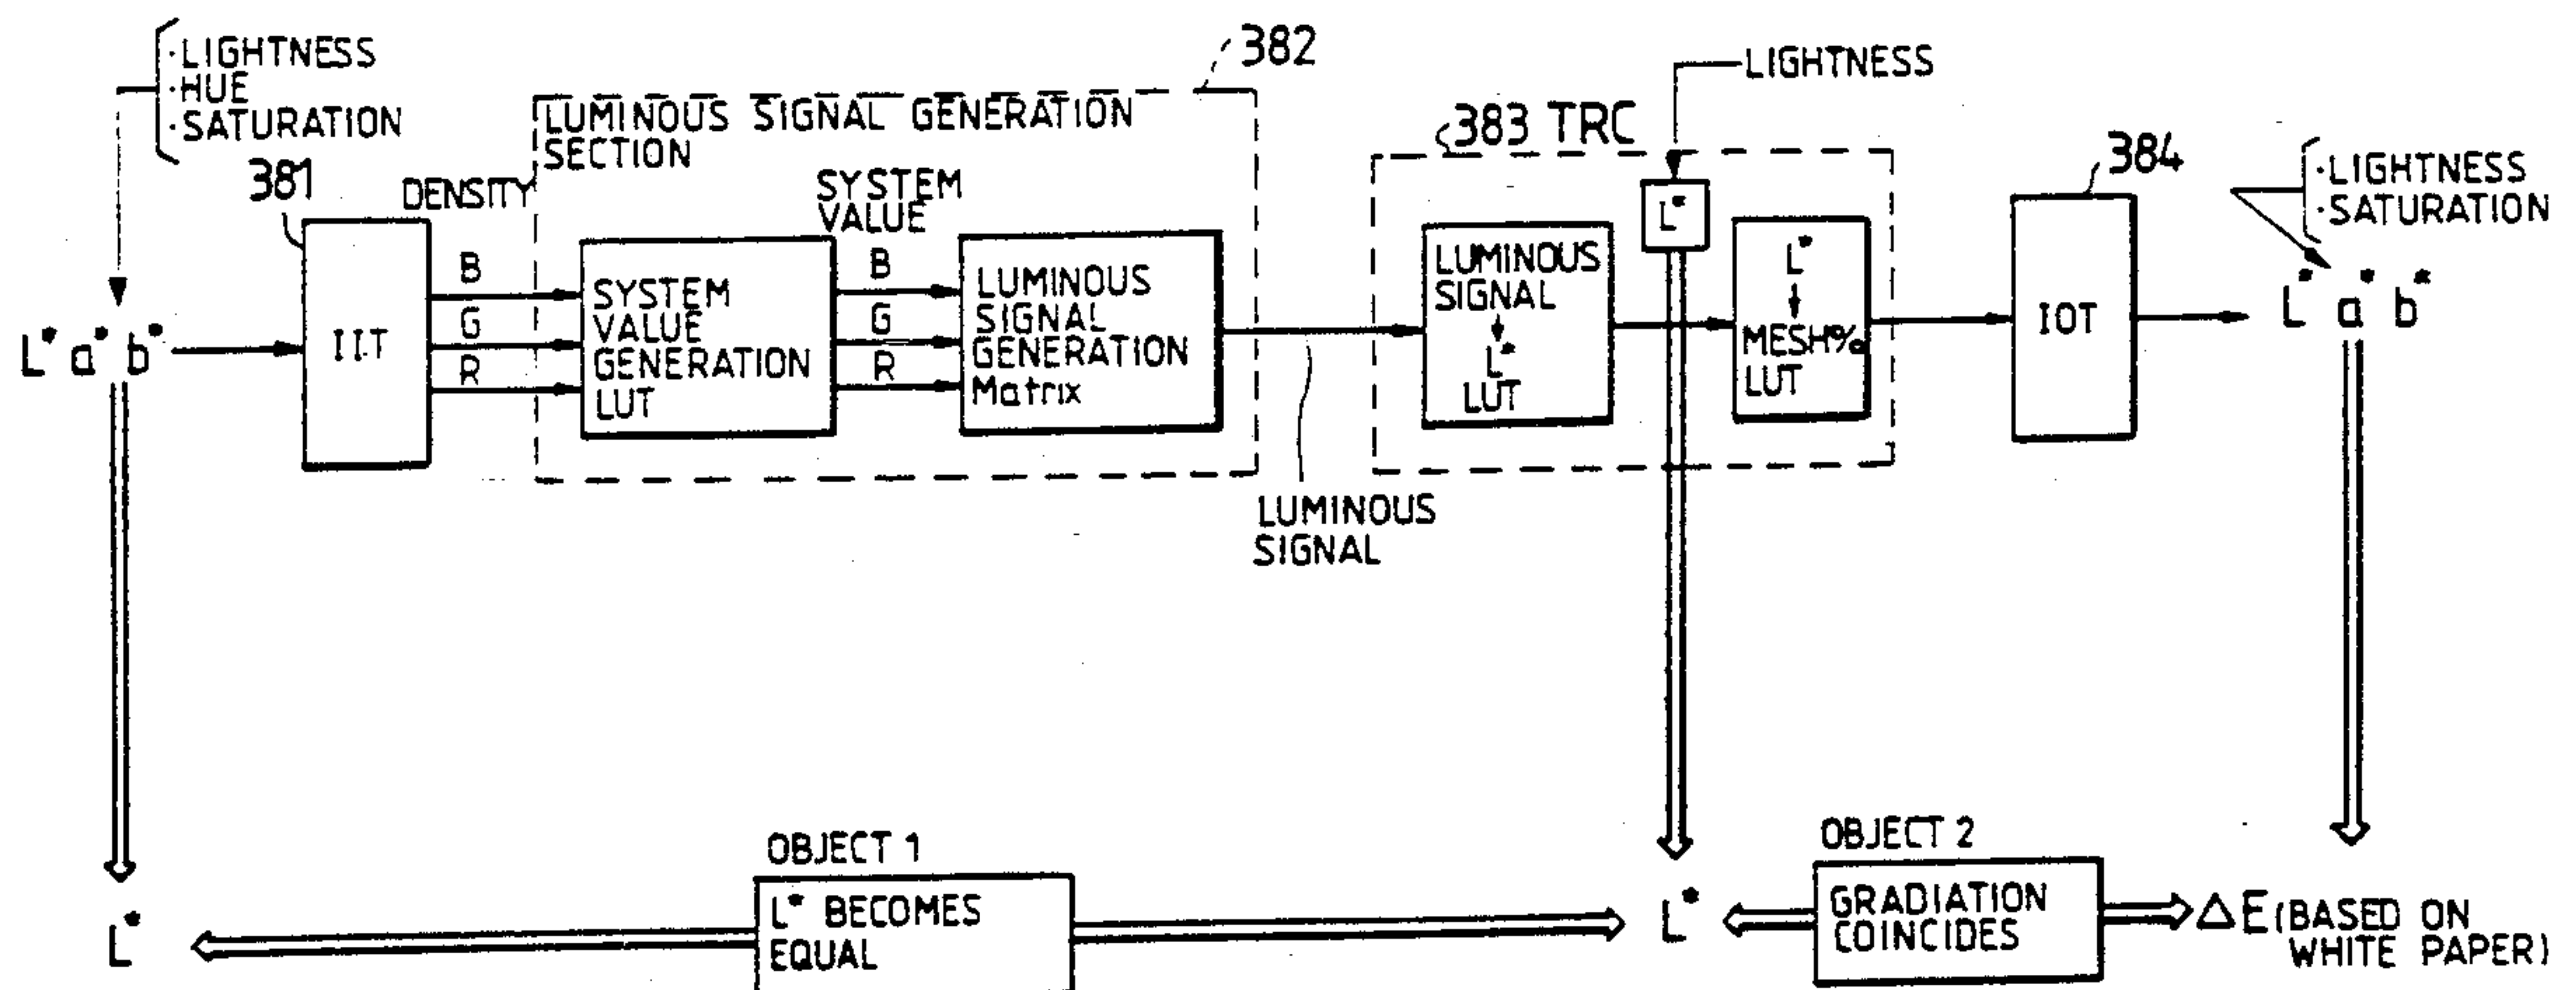 ·LIGHTNESS
·HUE
·SATURATION
382
LUMINOUS SIGNAL GENERATION
SECTION
LIGHTNESS
383 TRC
384
·LIGHTNESS
·SATURATION
381
DENSITY
SYSTEM
VALUE
L*
L* a* b*
IIT
B
G
R
SYSTEM
VALUE
GENERATION
LUT
B
G
R
LUMINOUS
SIGNAL
GENERATION
Matrix
LUMINOUS
SIGNAL
L*
LUT
L*
MESH%
LUT
IOT
L* a* b*
LUMINOUS
SIGNAL
OBJECT 1
L* BECOMES
EQUAL
OBJECT 2
GRADIATION
COINCIDES
L*
L*
△E (BASED ON
WHITE PAPER)